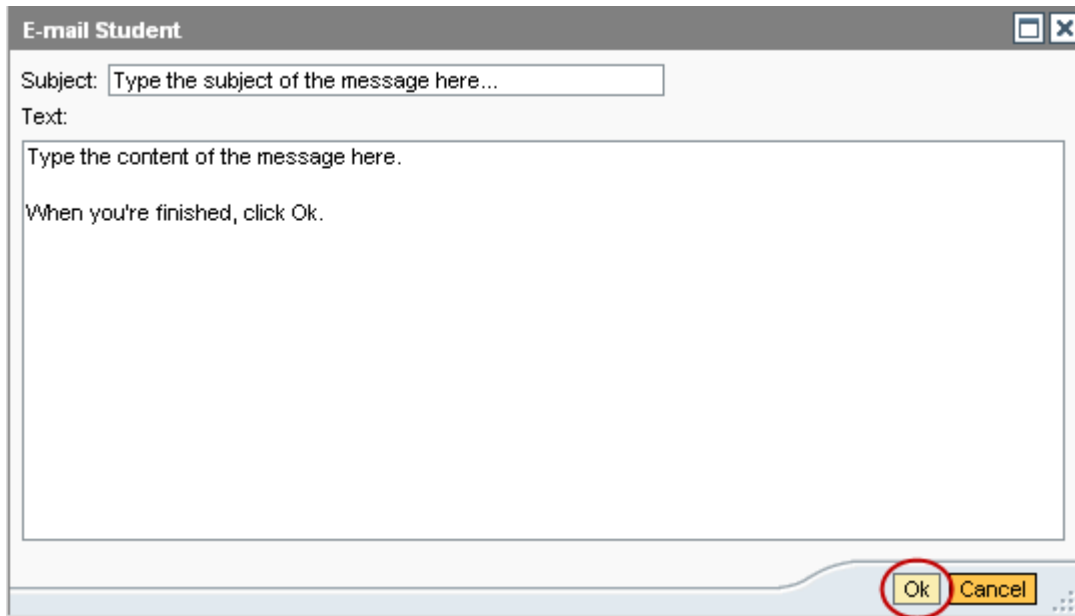 E-mail Student
Subject: Type the subject of the message here...
Text:
Type the content of the message here.
When you're finished, click Ok.
Ok Cancel